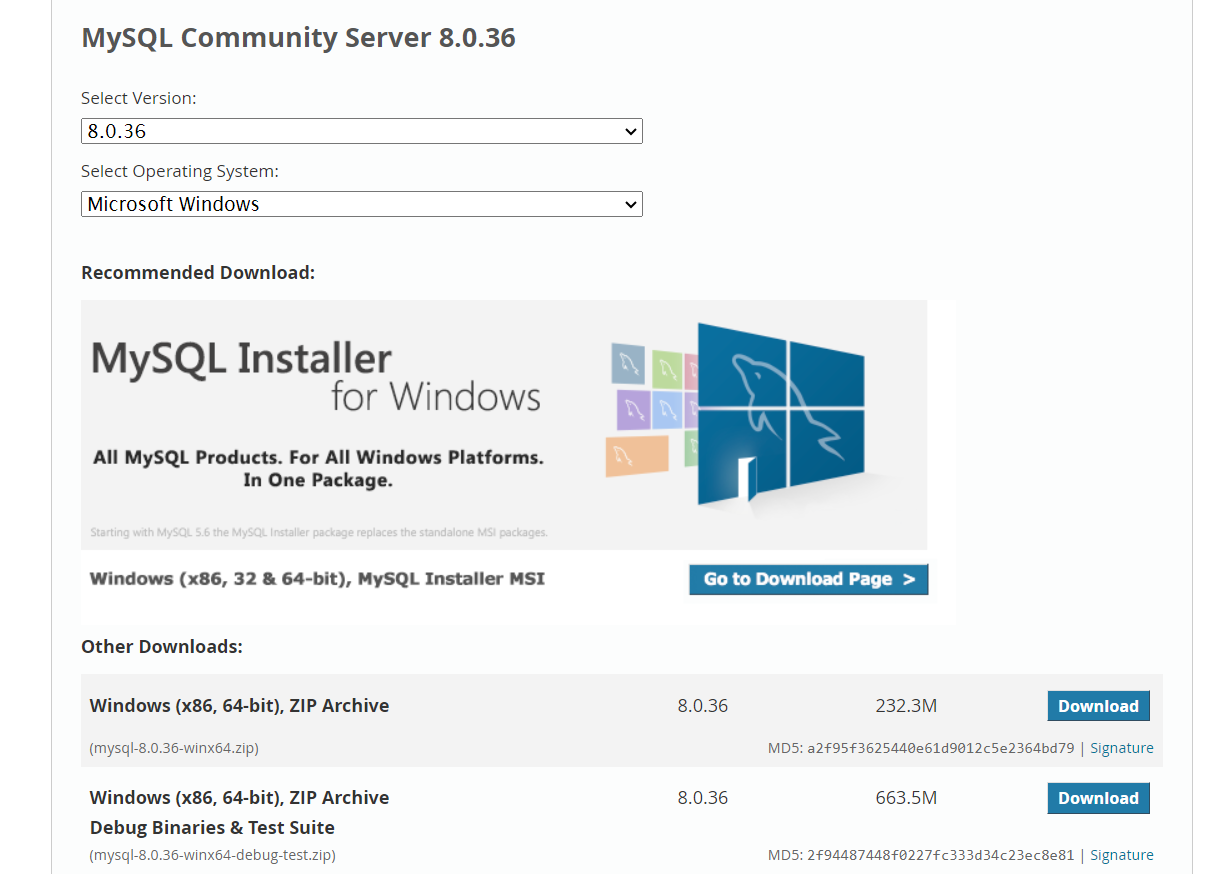 MySQL Community Server 8.0.36
Select Version:
8.0.36
Select Operating System:
Microsoft Windows
Recommended Download:
MySQL Installer
for Windows
All MySQL Products. For All Windows Platforms.
In One Package.
Starting with MySQL 5.6 the MySQL Installer package replaces the standalone MSI packages.
Windows (x86, 32 & 64-bit), MySQL Installer MSI
Go to Download Page >
Other Downloads:
Windows (x86, 64-bit), ZIP Archive 8.0.36 232.3M Download
(mysql-8.0.36-winx64.zip) MD5: a2f95f3625440e61d9012c5e2364bd79 | Signature
Windows (x86, 64-bit), ZIP Archive 8.0.36 663.5M Download
Debug Binaries & Test Suite
(mysql-8.0.36-winx64-debug-test.zip) MD5: 2f94487448f0227fc333d34c23ec8e81 | Signature